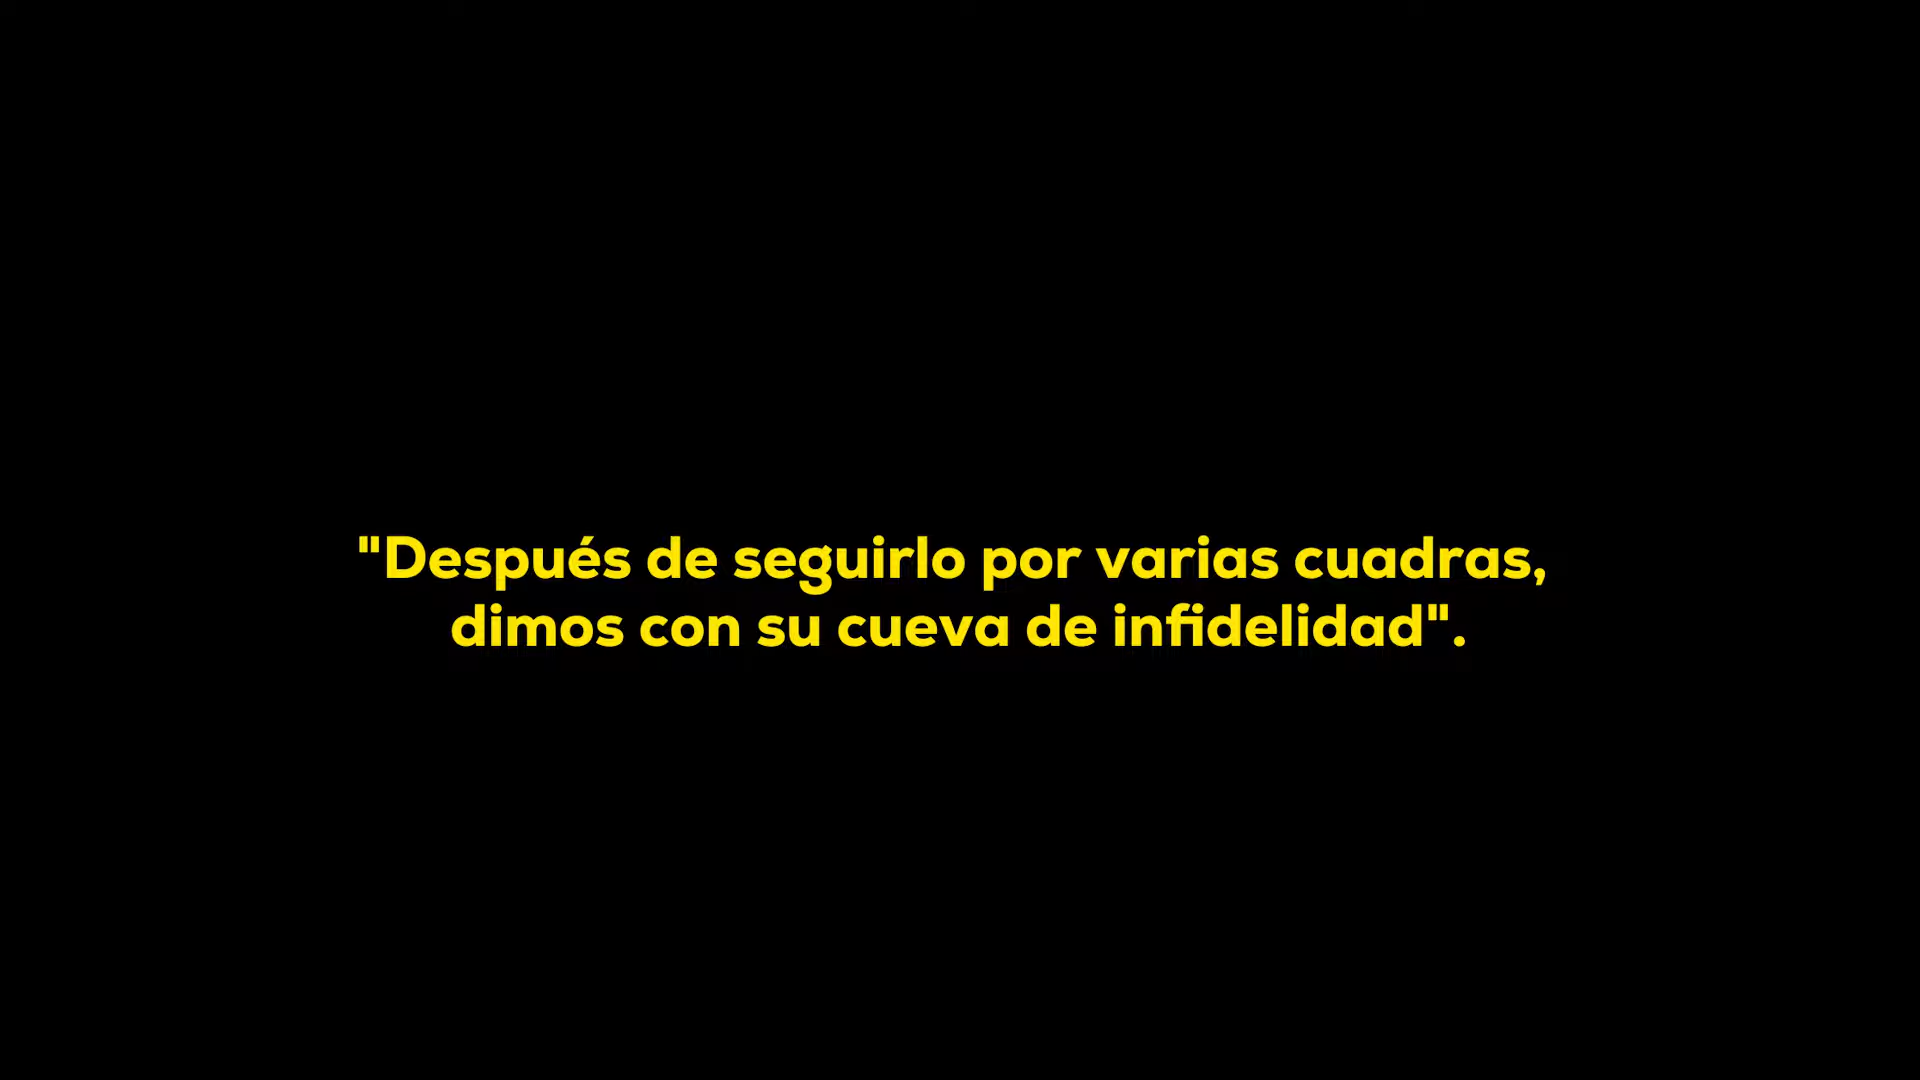 "Después de seguirlo por varias cuadras,
dimos con su cueva de infidelidad".